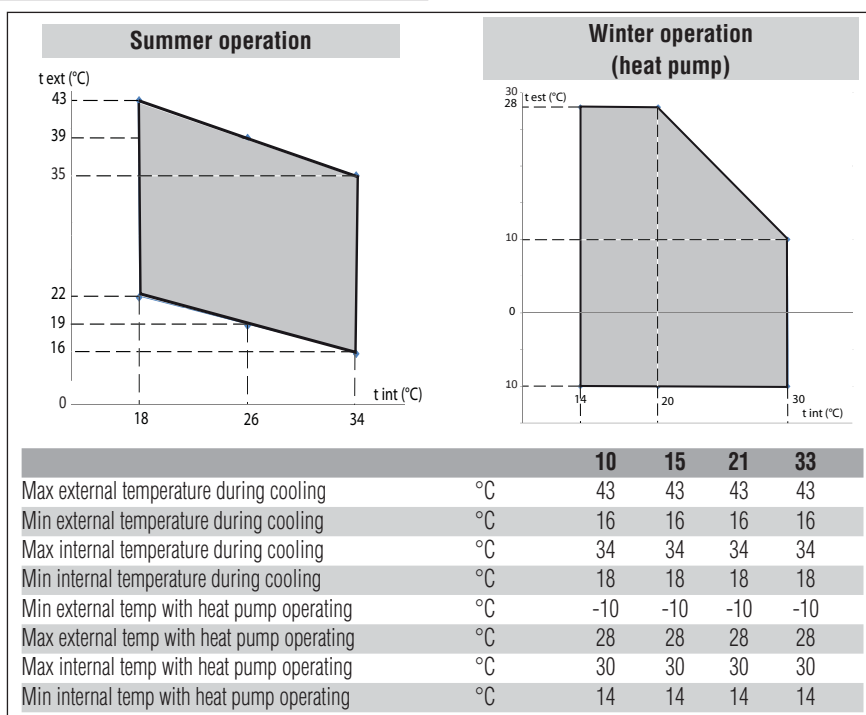 Summer operation
t ext (°C)
43
39
35
22
19
16
0
18 26 34
t int (°C)
Winter operation
(heat pump)
30
28
t est (°C)
10
0
10
14 20 30
t int (°C)
10 15 21 33
Max external temperature during cooling °C 43 43 43 43
Min external temperature during cooling °C 16 16 16 16
Max internal temperature during cooling °C 34 34 34 34
Min internal temperature during cooling °C 18 18 18 18
Min external temp with heat pump operating °C -10 -10 -10 -10
Max external temp with heat pump operating °C 28 28 28 28
Max internal temp with heat pump operating °C 30 30 30 30
Min internal temp with heat pump operating °C 14 14 14 14